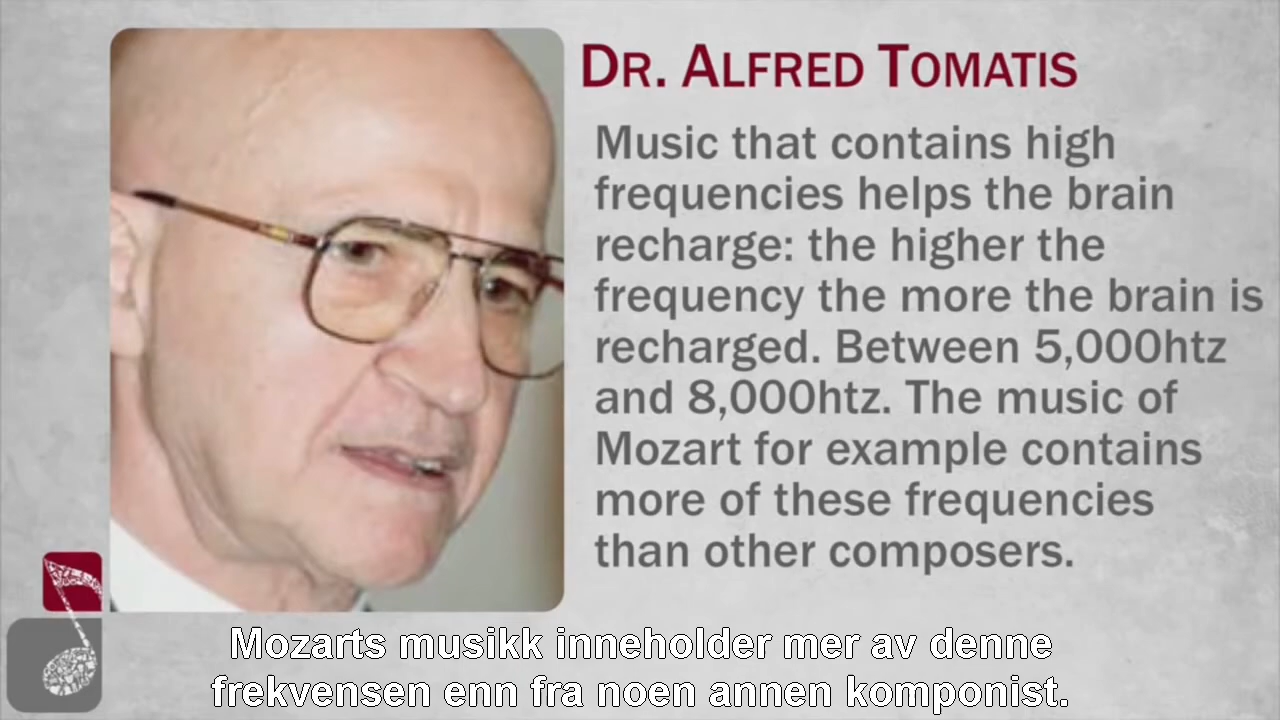 DR. ALFRED TOMATIS
Music that contains high
frequencies helps the brain
recharge: the higher the
frequency the more the brain is
recharged. Between 5,000htz
and 8,000htz. The music of
Mozart for example contains
more of these frequencies
than other composers.
Mozarts musikk inneholder mer av denne
frekvensen enn fra noen annen komponist.